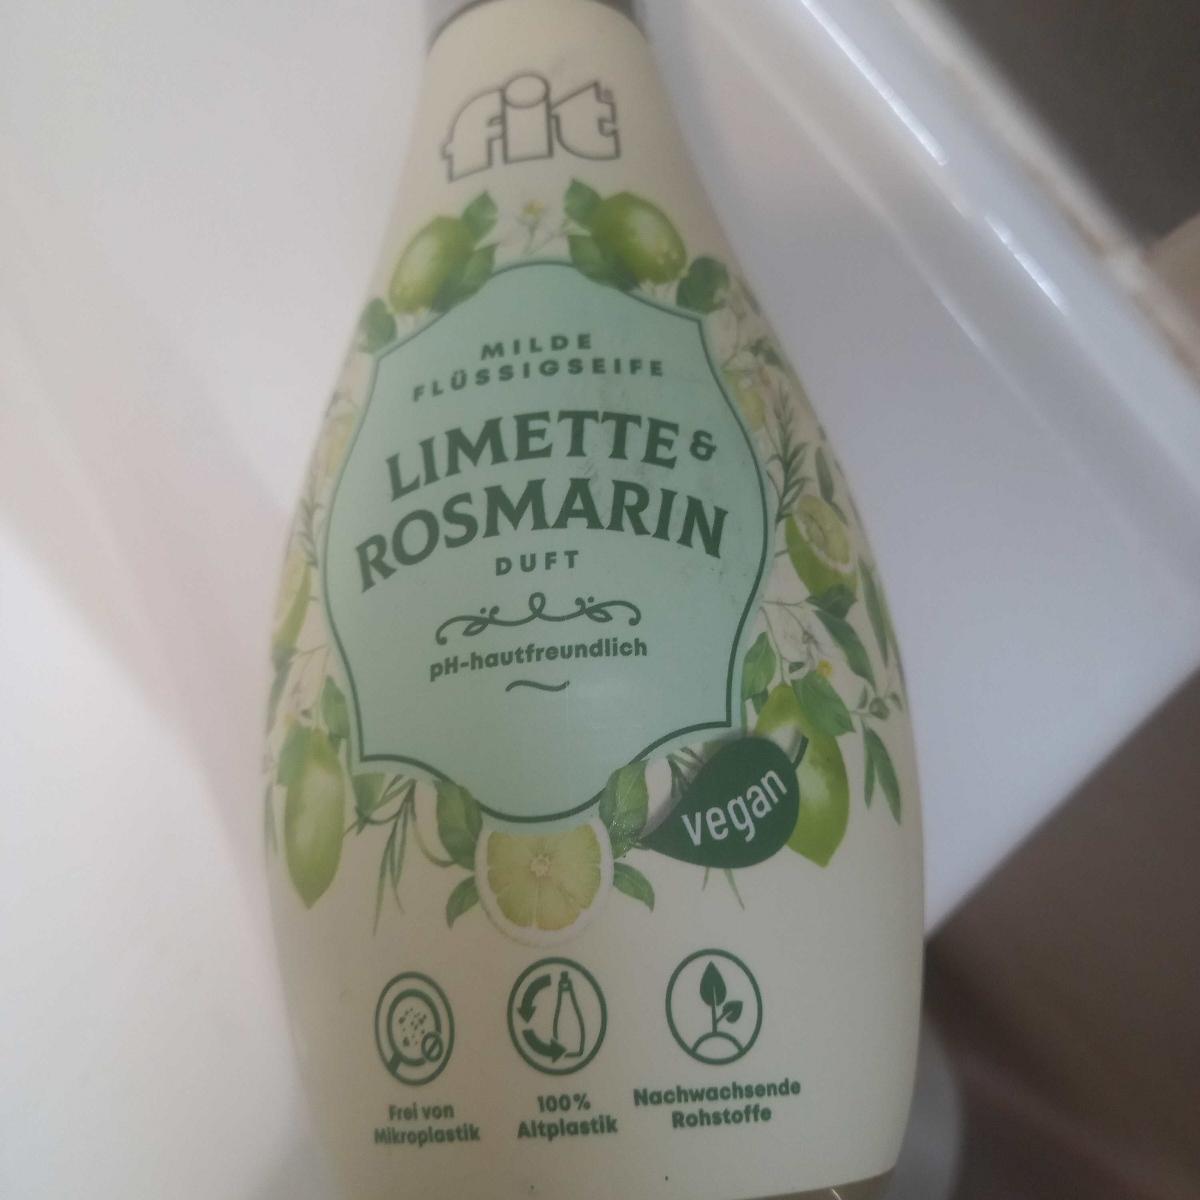 fit
MILDE
FLÜSSIGSEIFE
LIMETTE &
ROSMARIN
DUFT
pH-hautfreundlich
vegan
Frei von
Mikroplastik
100%
Altplastik
Nachwachsende
Rohstoffe